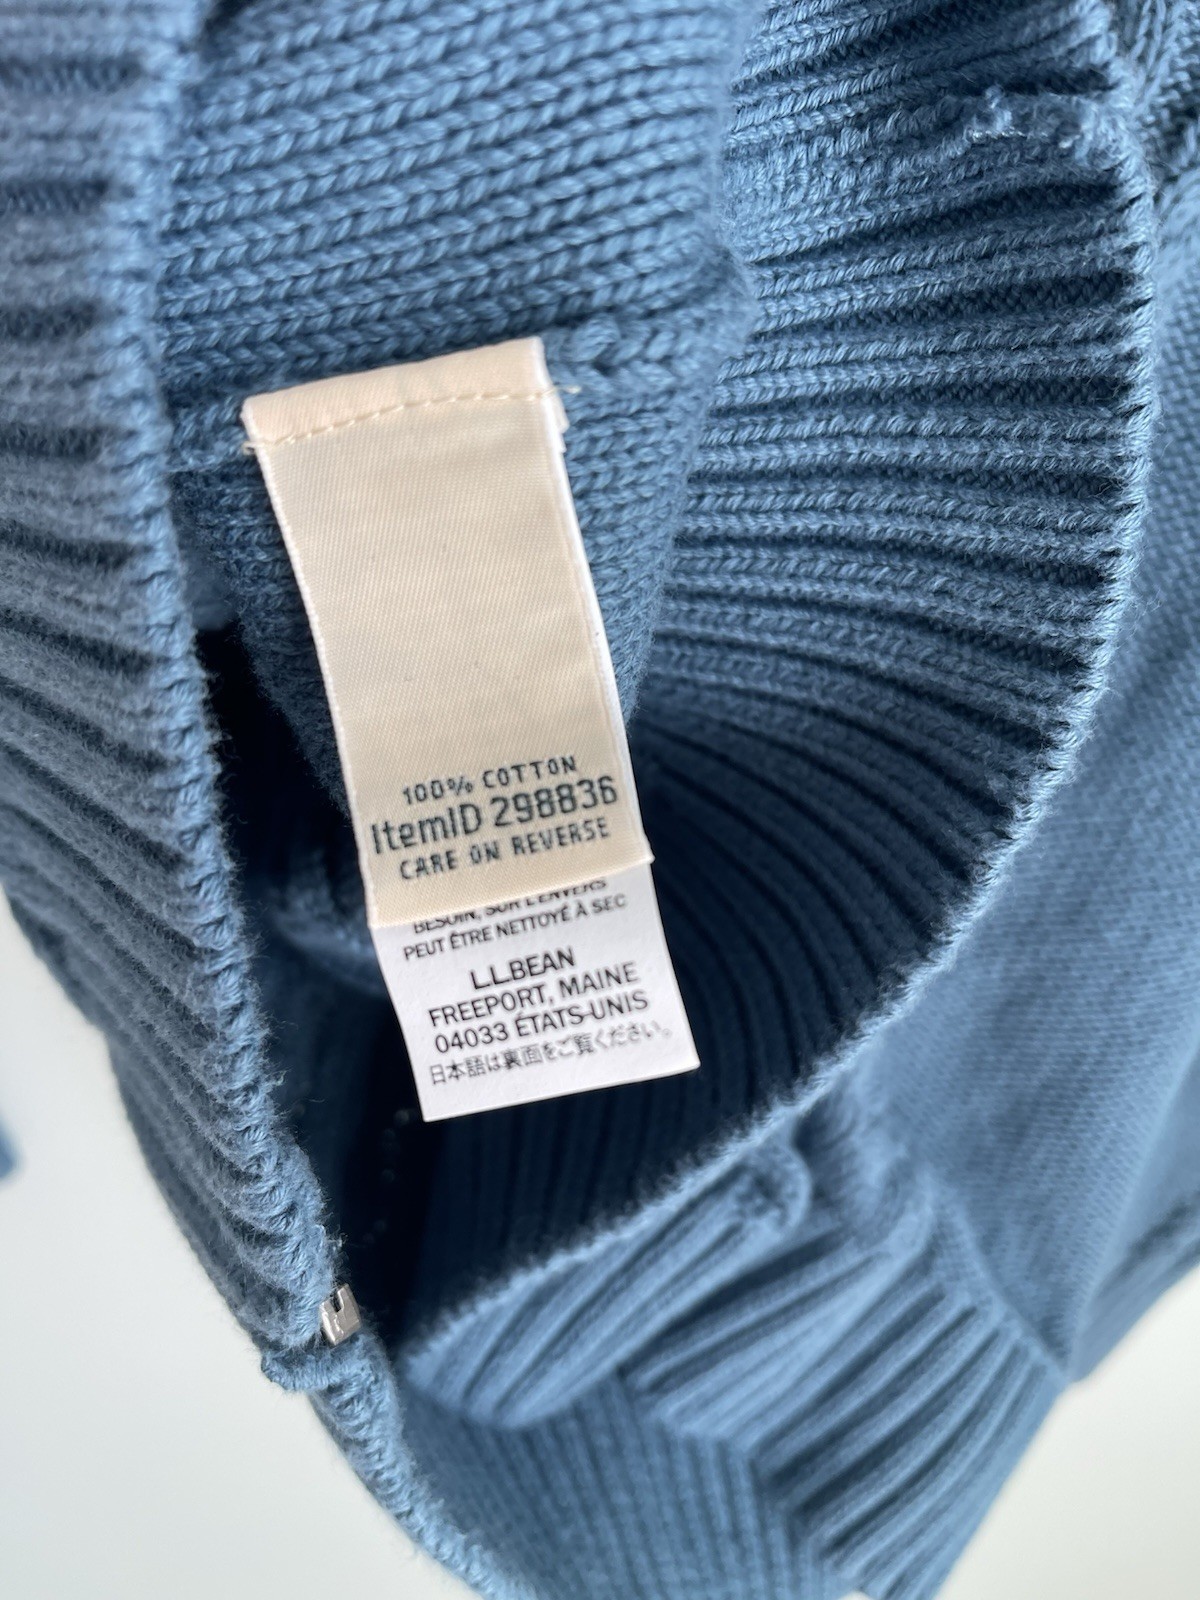 100% COTTON
ItemID 298836
CARE ON REVERSE
BESOIN, SUR L'ENVERS
PEUT ÊTRE NETTOYÉ À SEC
L.L.BEAN
FREEPORT, MAINE
04033 ÉTATS-UNIS
日本語は裏面をご覧ください。